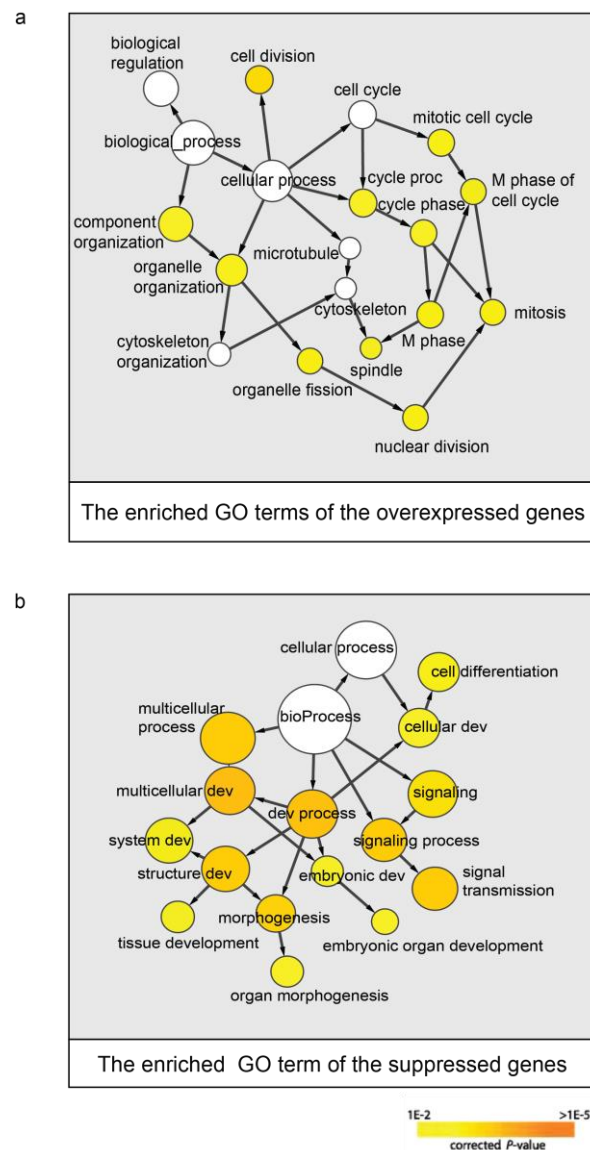 a
biological
regulation
cell division
cell cycle
mitotic cell cycle
biological_process
cellular process
cycle proc
M phase of
cell cycle
cycle phase
component
organization
organelle
organization
microtubule
cytoskeleton
mitosis
M phase
cytoskeleton
organization
spindle
organelle fission
nuclear division
The enriched GO terms of the overexpressed genes
b
cellular process
cell differentiation
multicellular
process
bioProcess
cellular dev
multicellular dev
signaling
dev process
system dev
signaling process
structure dev
embryonic dev
signal
transmission
morphogenesis
tissue development
embryonic organ development
organ morphogenesis
The enriched GO term of the suppressed genes
1E-2 >1E-5
corrected P-value